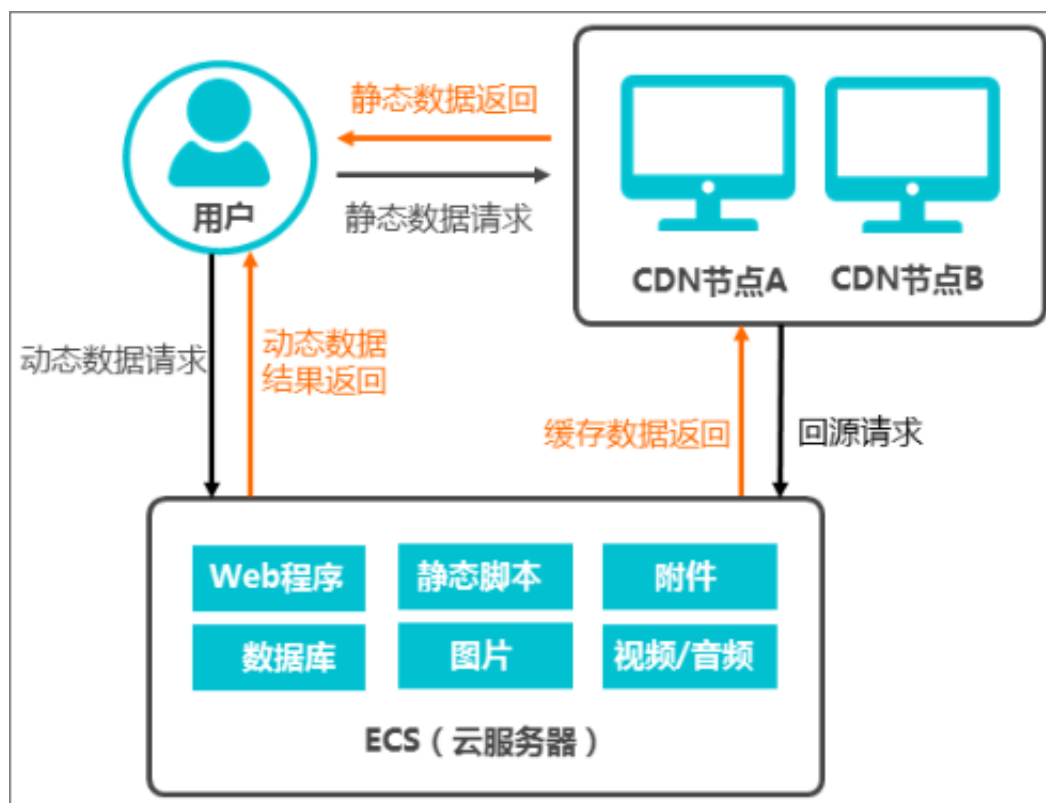 静态数据返回
用户
静态数据请求
CDN节点A
CDN节点B
动态数据请求
动态数据
结果返回
缓存数据返回
回源请求
Web程序
静态脚本
附件
数据库
图片
视频/音频
ECS（云服务器）